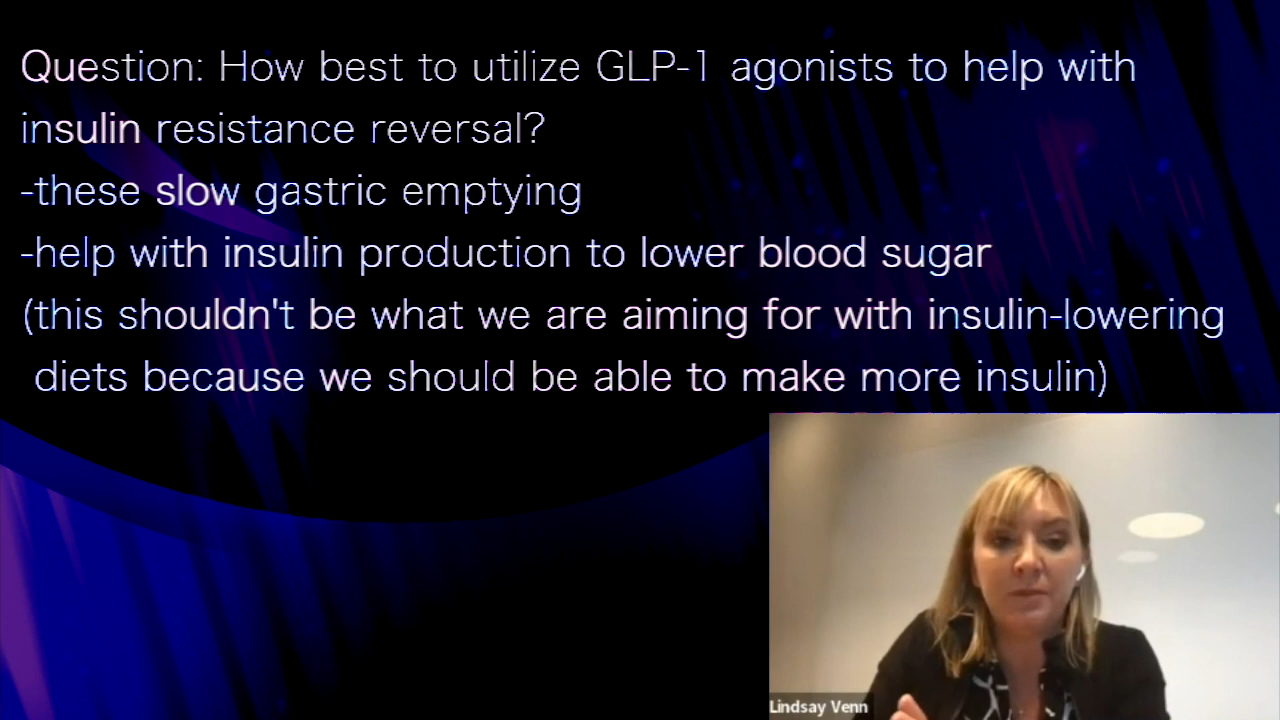 Question: How best to utilize GLP-1 agonists to help with
insulin resistance reversal?
-these slow gastric emptying
-help with insulin production to lower blood sugar
(this shouldn't be what we are aiming for with insulin-lowering
diets because we should be able to make more insulin)
Lindsay Venn